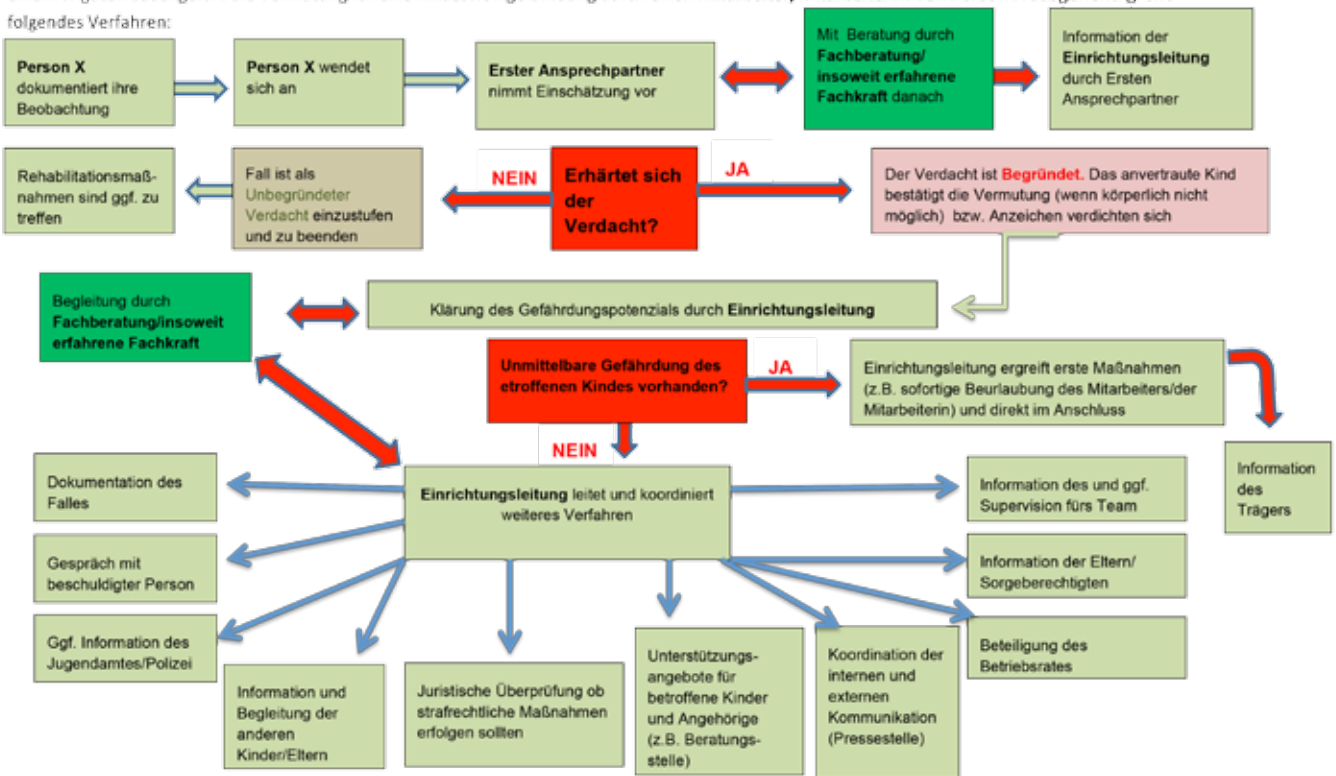 folgendes Verfahren:
Person X
dokumentiert ihre
Beobachtung
Person X wendet
sich an
Erster Ansprechpartner
nimmt Einschätzung vor
Mit Beratung durch
Fachberatung/
insoweit erfahrene
Fachkraft danach
Information der
Einrichtungsleitung
durch Ersten
Ansprechpartner
Rehabilitationsmaß-
nahmen sind ggf. zu
treffen
Fall ist als
Unbegründeter
Verdacht einzustufen
und zu beenden
NEIN
Erhärtet sich
der
Verdacht?
JA
Der Verdacht ist Begründet. Das anvertraute Kind
bestätigt die Vermutung (wenn körperlich nicht
möglich) bzw. Anzeichen verdichten sich
Begleitung durch
Fachberatung/insoweit
erfahrene Fachkraft
Klärung des Gefährdungspotenzials durch Einrichtungsleitung
Unmittelbare Gefährdung des
etroffenen Kindes vorhanden?
JA
Einrichtungsleitung ergreift erste Maßnahmen
(z.B. sofortige Beurlaubung des Mitarbeiters/der
Mitarbeiterin) und direkt im Anschluss
NEIN
Information
des
Trägers
Dokumentation des
Falles
Einrichtungsleitung leitet und koordiniert
weiteres Verfahren
Information des und ggf.
Supervision fürs Team
Gespräch mit
beschuldigter Person
Information der Eltern/
Sorgeberechtigten
Ggf. Information des
Jugendamtes/Polizei
Information und
Begleitung der
anderen
Kinder/Eltern
Juristische Überprüfung ob
strafrechtliche Maßnahmen
erfolgen sollten
Unterstützungs-
angebote für
betroffene Kinder
und Angehörige
(z.B. Beratungs-
stelle)
Koordination der
internen und
externen
Kommunikation
(Pressestelle)
Beteiligung des
Betriebsrates